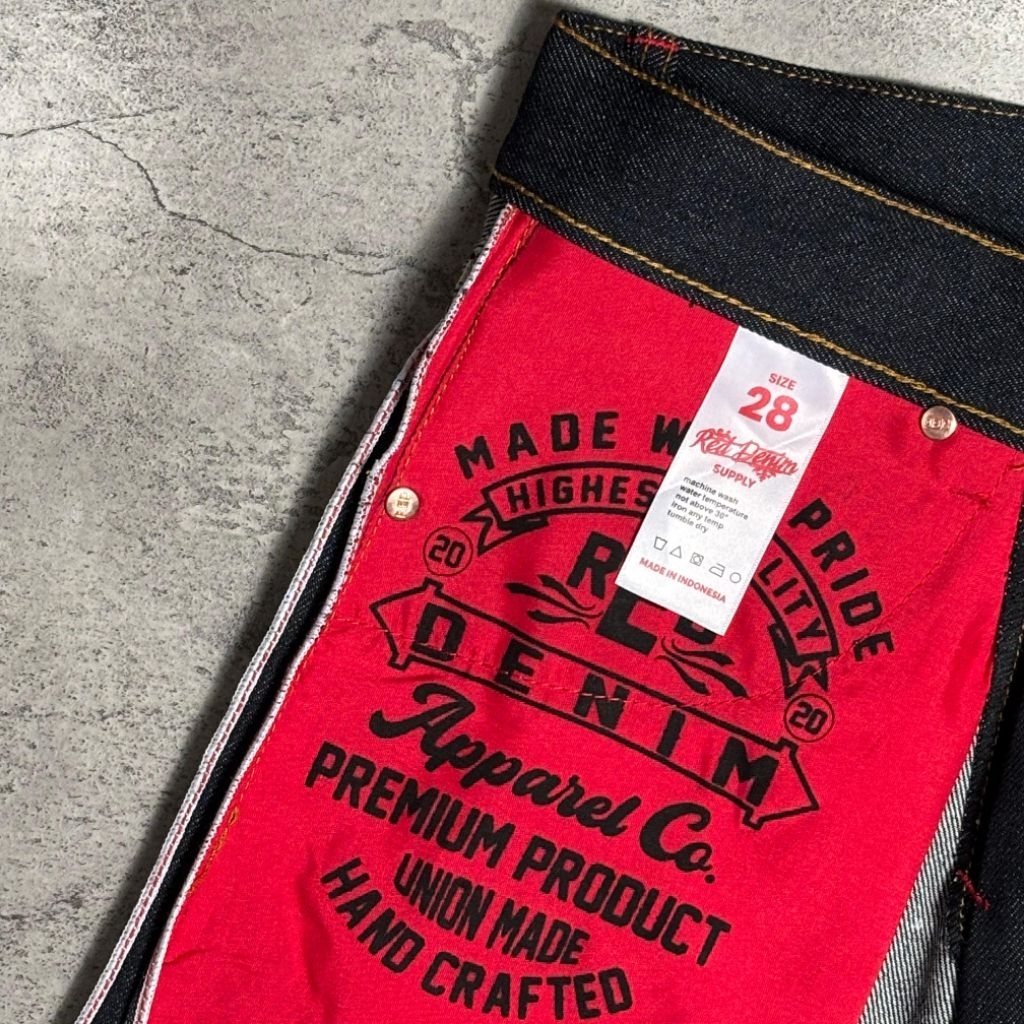 SIZE
28
Red Denim
SUPPLY
machine wash
water temperature
not above 30°
iron any temp
tumble dry
MADE IN INDONESIA
MADE W PRIDE
HIGHES LITY
20
20
DENIM
Apparel Co.
PREMIUM PRODUCT
UNION MADE
HAND CRAFTED